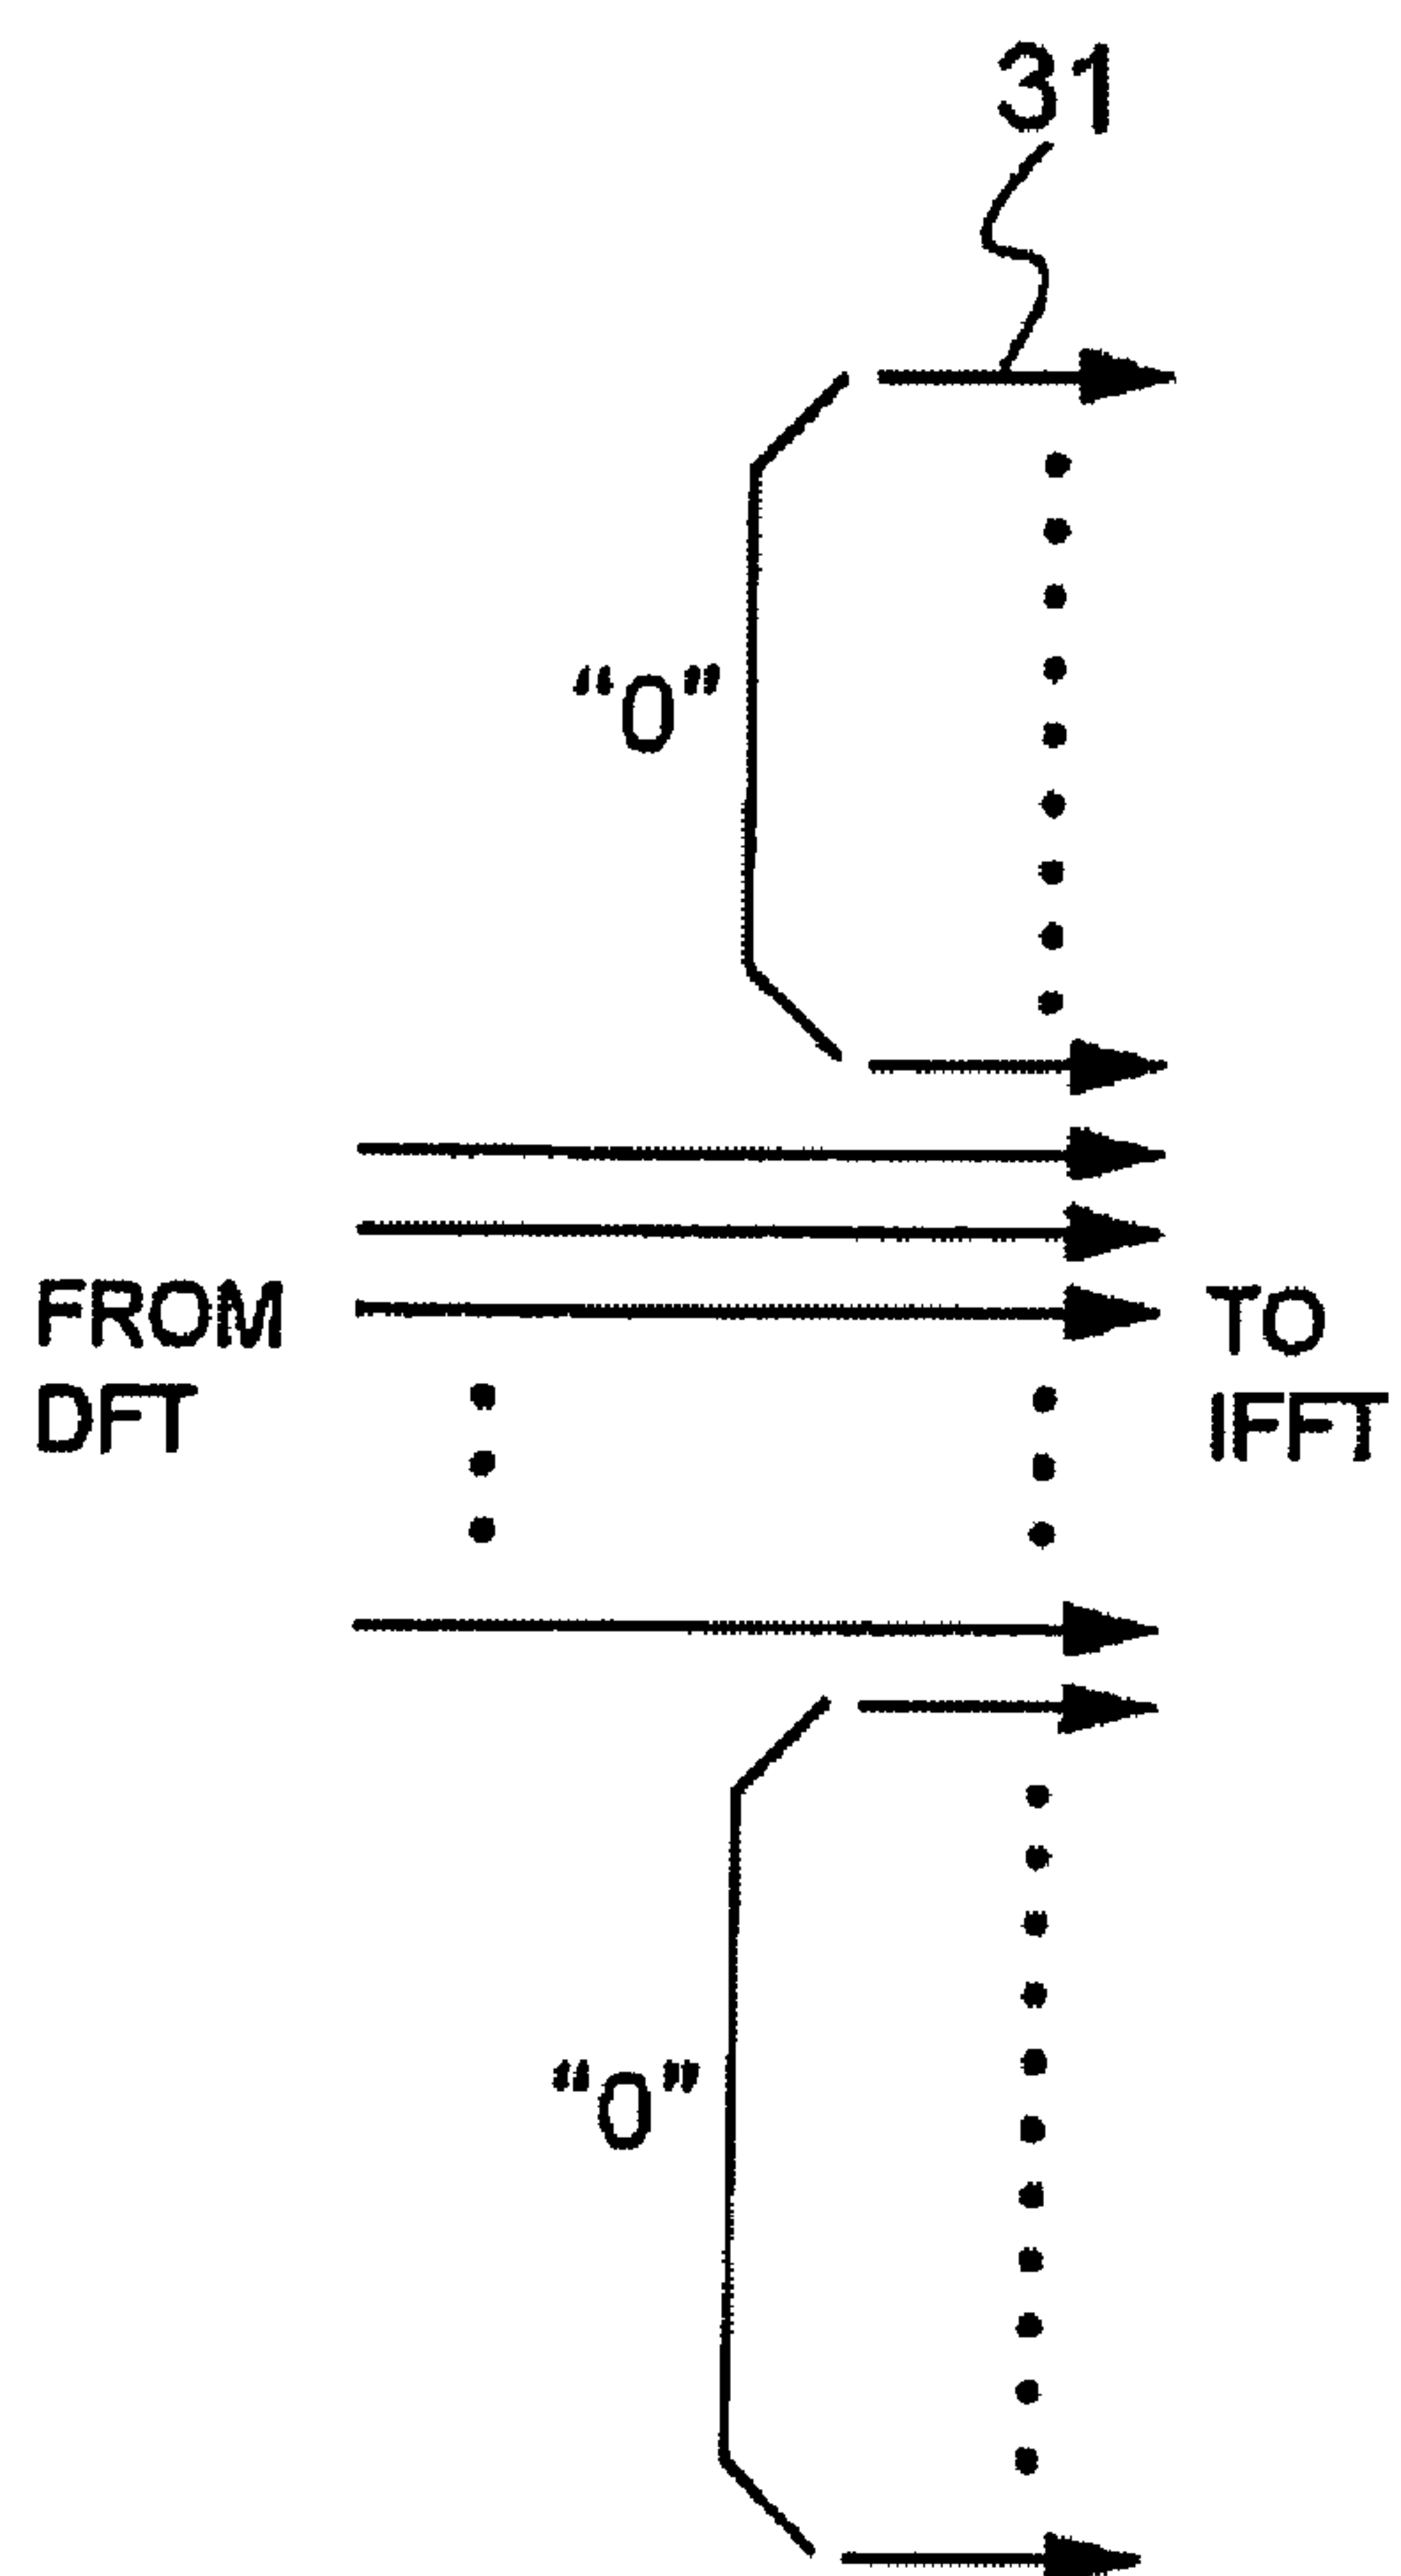 31
“0”
FROM
DFT
TO
IFFT
“0”